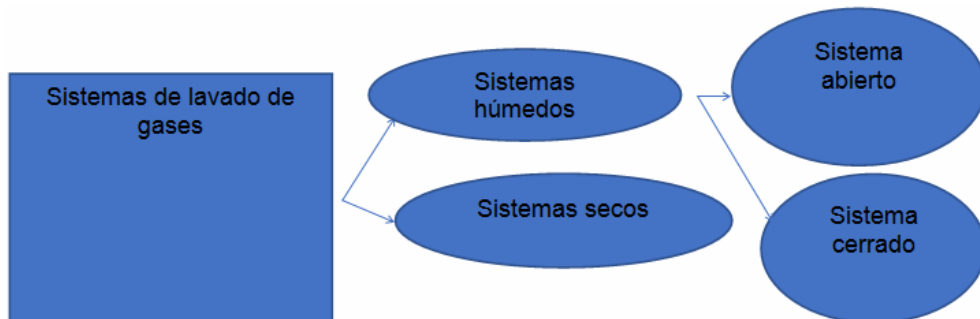 Sistemas de lavado de
gases
Sistemas
húmedos
Sistemas secos
Sistema
abierto
Sistema
cerrado